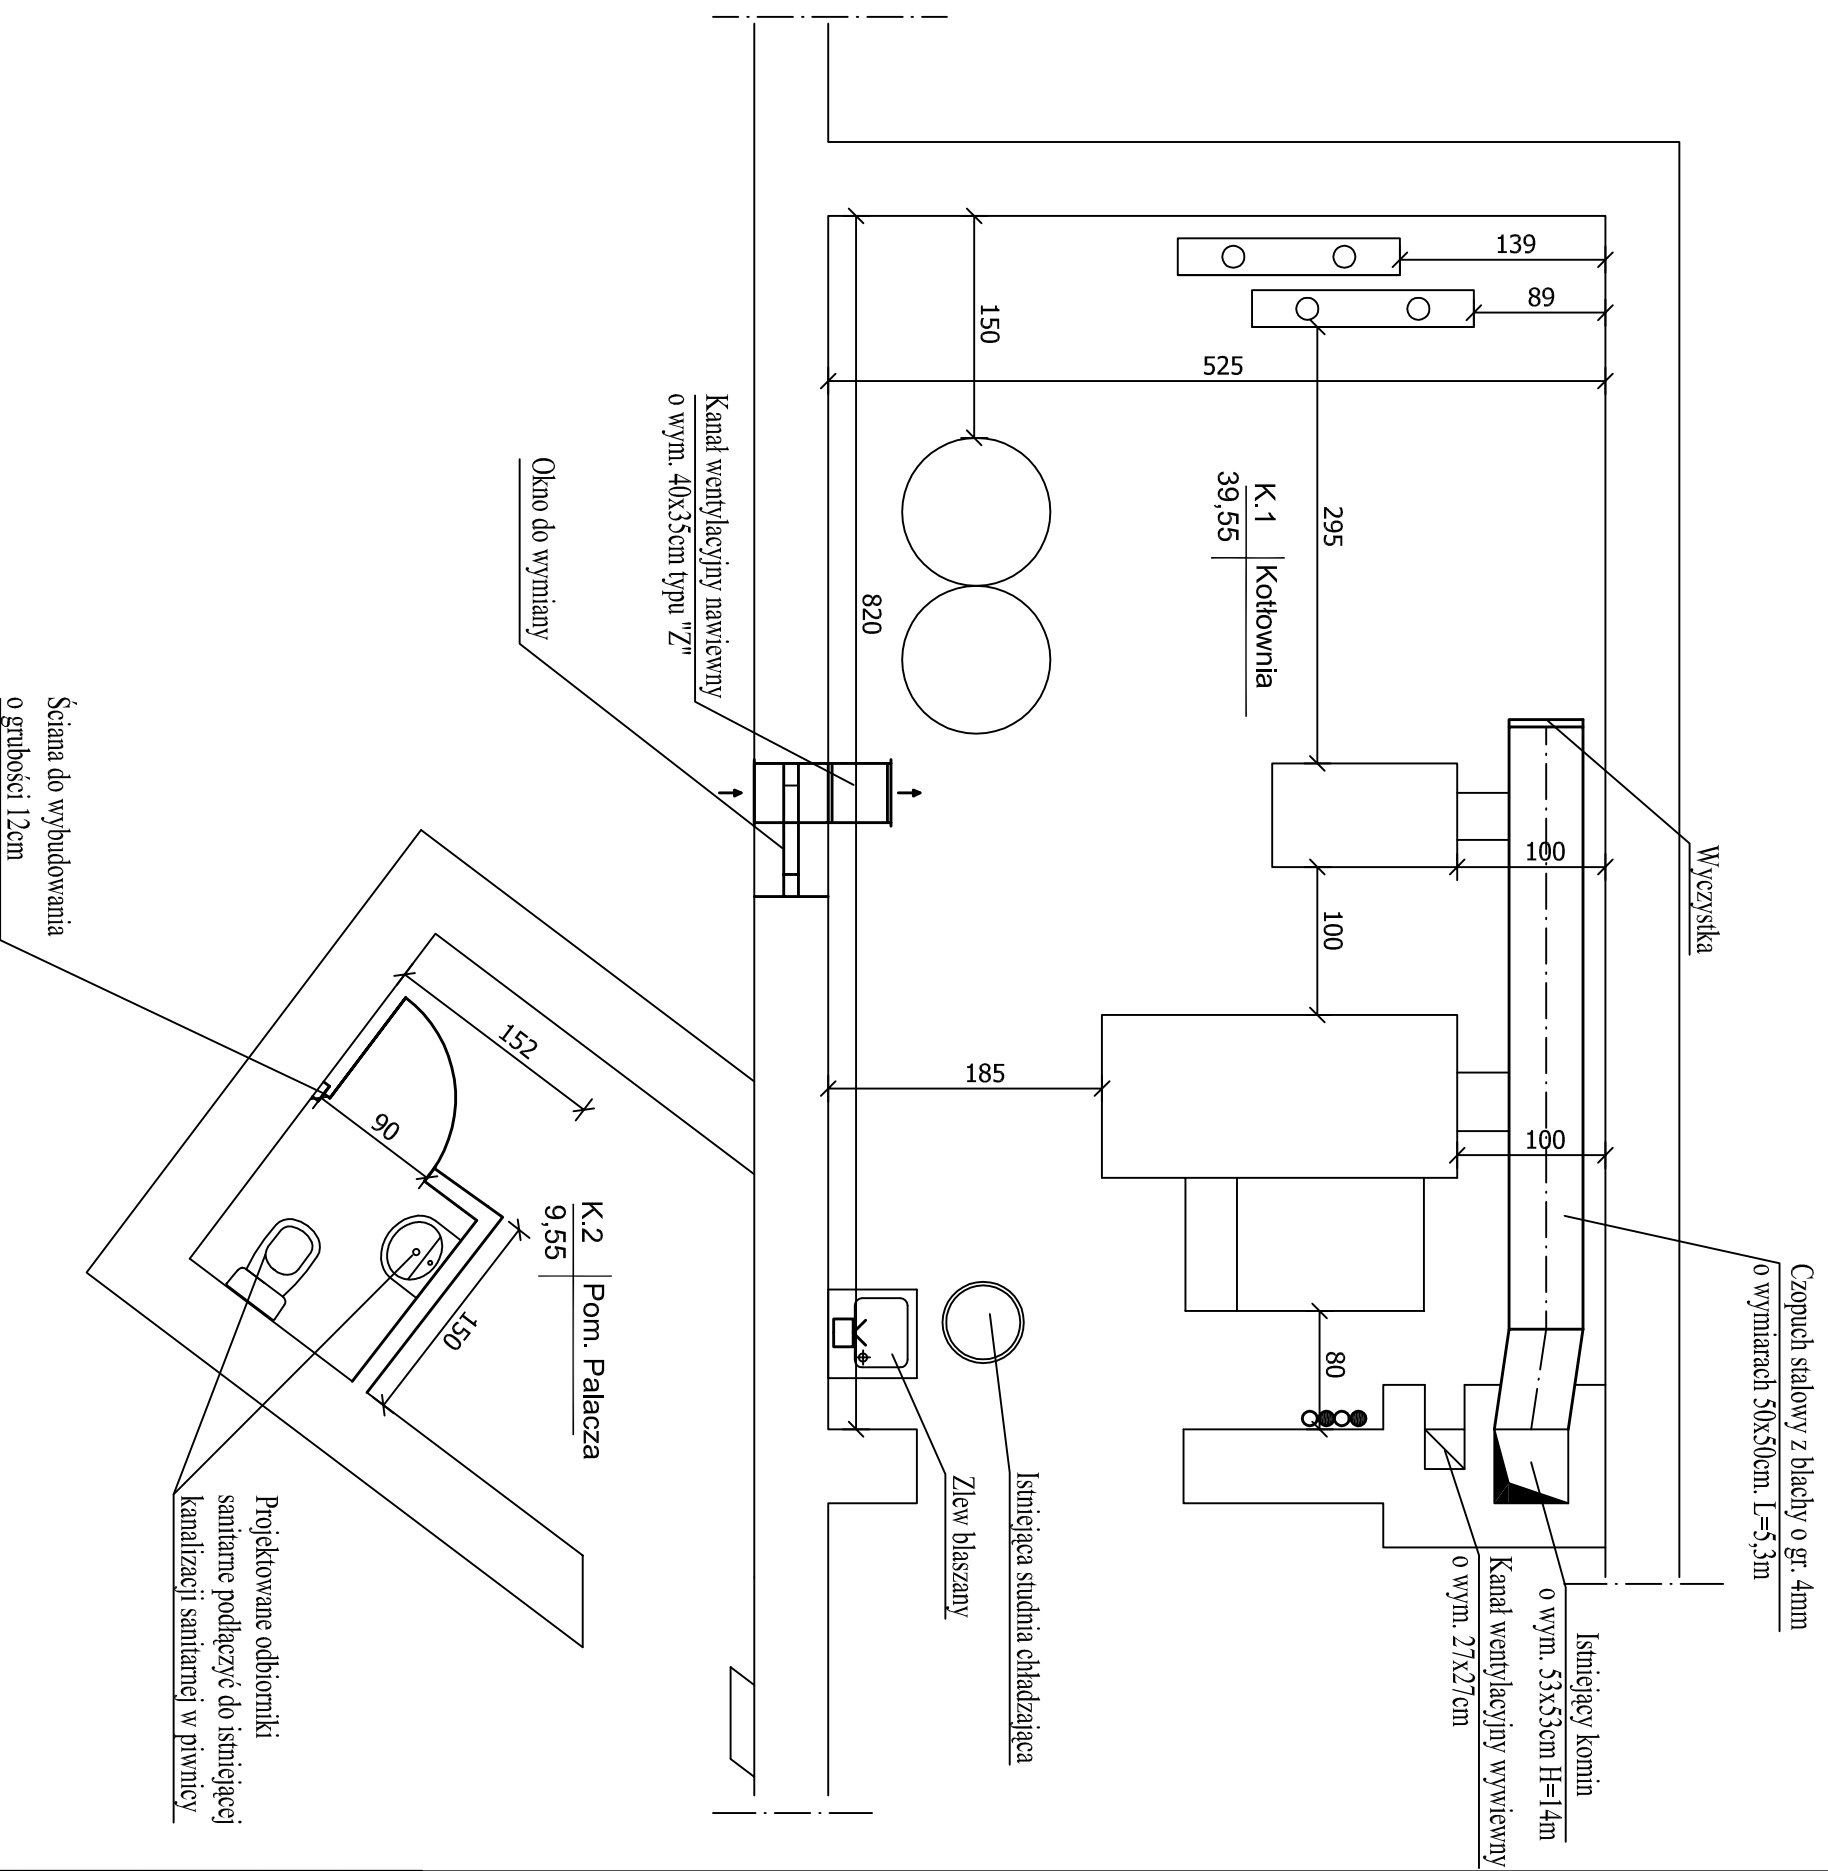 139
89
525
150
295
K.1
39,55
Kotłownia
820
Kanał wentylacyjny nawiewny
o wym. 40x35cm typu "Z"
Okno do wymiany
Ściana do wybudowania
o grubości 12cm
Wyczystka
100
100
100
185
80
Czopuch stalowy z blachy o gr. 4mm
o wymiarach 50x50cm. L=5,3m
Istniejący komin
o wym. 53x53cm H=14m
Kanał wentylacyjny wywiewny
o wym. 27x27cm
Istniejąca studnia chładzająca
Zlew blaszany
152
90
150
K.2
9,55
Pom. Palacza
Projektowane odbiorniki
sanitarne podłączyć do istniejącej
kanalizacji sanitarnej w piwnicy